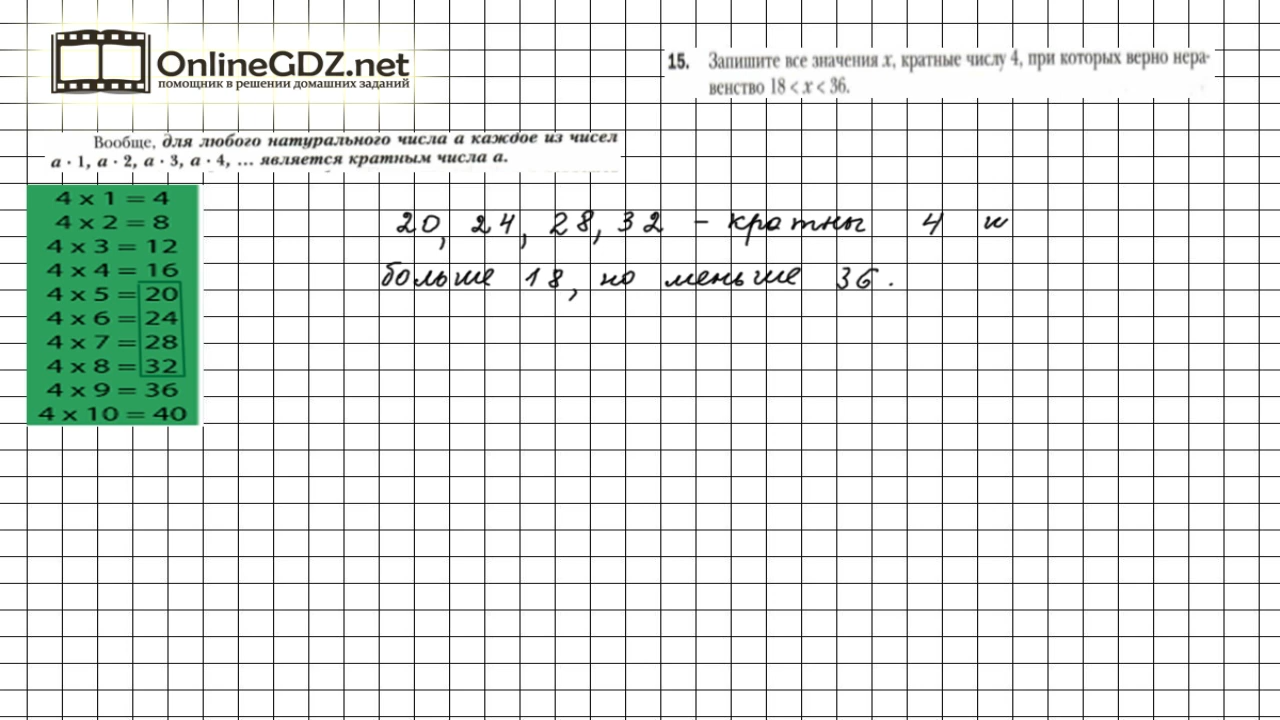 OnlineGDZ.net
помощник в решении домашних заданий
15. Запишите все значения x, кратные числу 4, при которых верно нера-
венство 18 < x < 36.
Вообще, для любого натурального числа a каждое из чисел
a · 1, a · 2, a · 3, a · 4, ... является кратным числа a.
4 x 1 = 4
4 x 2 = 8
4 x 3 = 12
4 x 4 = 16
4 x 5 = 20
4 x 6 = 24
4 x 7 = 28
4 x 8 = 32
4 x 9 = 36
4 x 10 = 40
20, 24, 28, 32 - кратны 4 и
больше 18, но меньше 36.